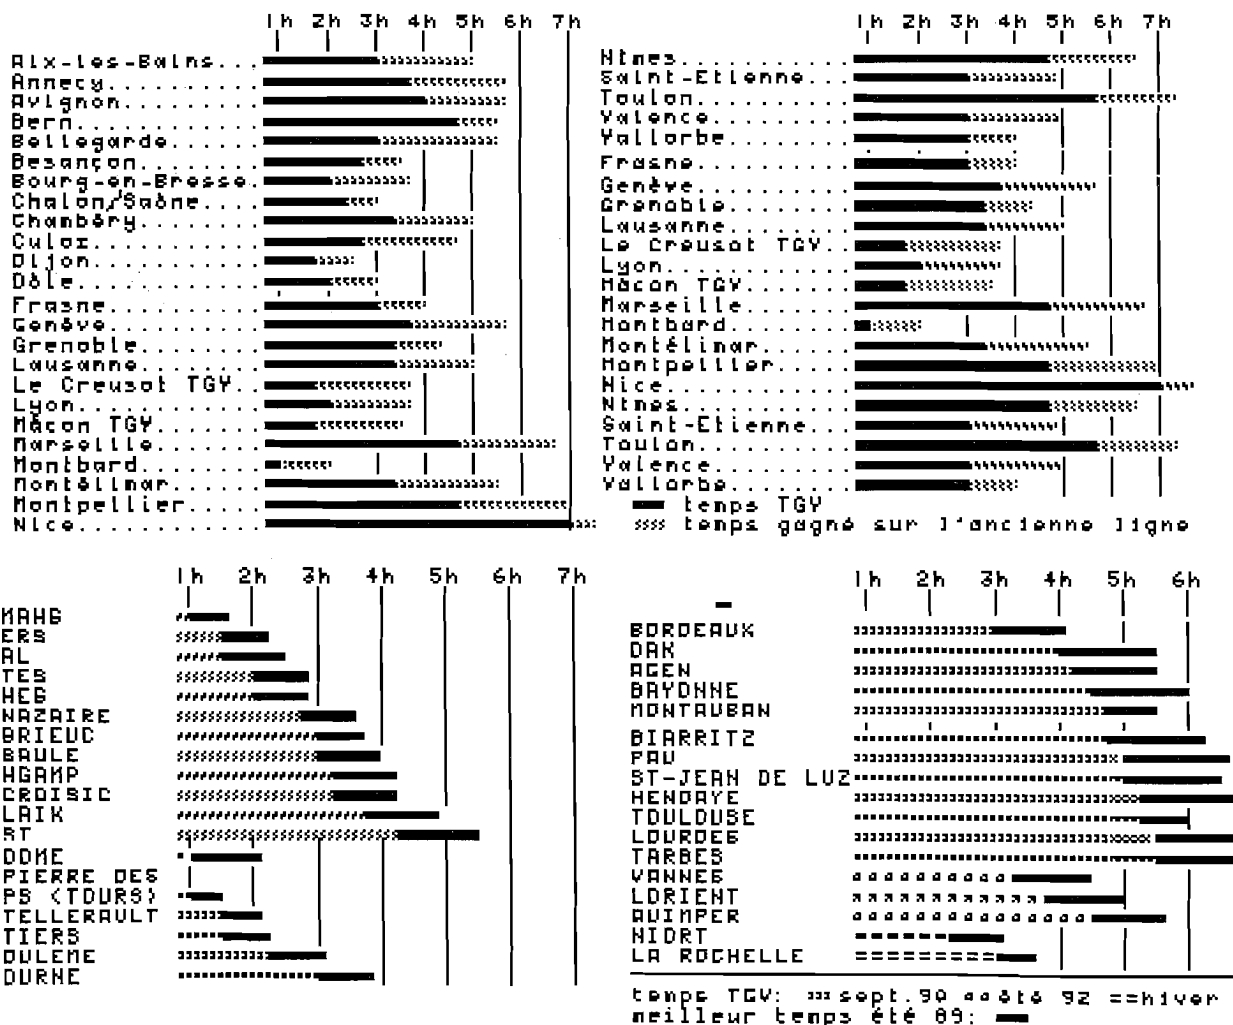 1h 2h 3h 4h 5h 6h 7h
Aix-les-Bains...
Annecy
Avignon
Bern
Bellegarde
Besançon
Bourg-en-Bresse.
Chalon/Saône....
Chambéry
Culoz
Dijon
Dôle
Frasne
Genève
Grenoble
Lausanne
Le Creusot TGV..
Lyon
Mâcon TGV
Marseille
Montbard
Montélimar
Montpellier
Nice
1h 2h 3h 4h 5h 6h 7h
Nîmes
Saint-Etienne...
Toulon
Valence
Vallorbe
Frasne
Genève
Grenoble
Lausanne
Le Creusot TGV..
Lyon
Mâcon TGV
Marseille
Montbard
Montélimar
Montpellier
Nice
Nîmes
Saint-Etienne...
Toulon
Valence
Vallorbe
temps TGV
temps gagné sur l'ancienne ligne
1h 2h 3h 4h 5h 6h 7h
MANS
ERS
AL
TES
HES
NAZAIRE
BRIEUC
BAULE
NGAMP
CROISIC
LAIX
ST
DOME
PIERRE DES
PS (TOURS)
TELLERAULT
TIERS
OULEME
OURNE
1h 2h 3h 4h 5h 6h
BORDEAUX
DAX
AGEN
BAYONNE
MONTAUBAN
BIARRITZ
PAU
ST-JEAN DE LUZ
HENDAYE
TOULOUSE
LOURDES
TARBES
VANNES
LORIENT
QUIMPER
NIORT
LA ROCHELLE
temps TGV: sept.90 été 92 ==hiver
meilleur temps été 89: